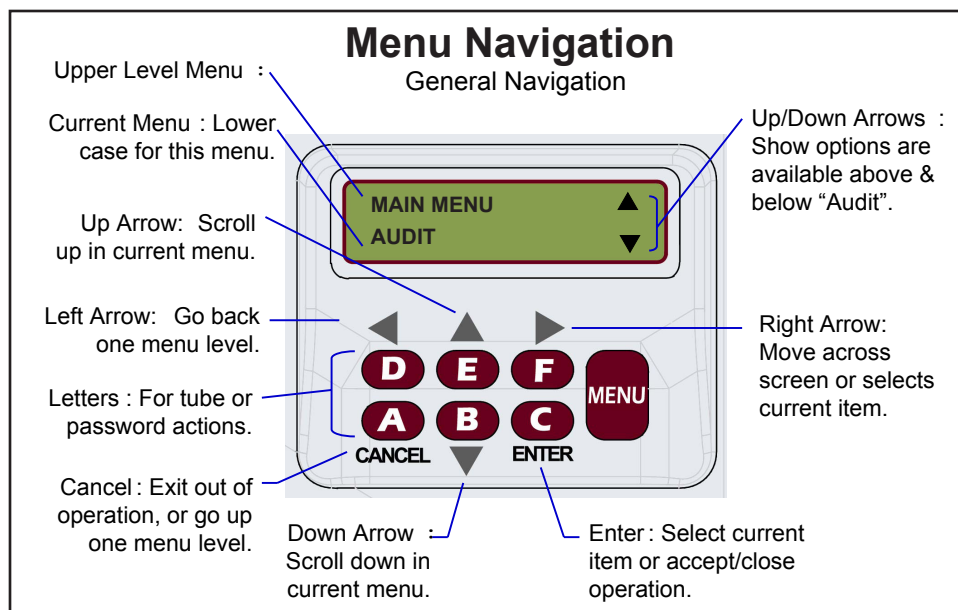 Menu Navigation
General Navigation
Upper Level Menu :
Current Menu : Lower
case for this menu.
Up Arrow: Scroll
up in current menu.
Left Arrow: Go back
one menu level.
Letters : For tube or
password actions.
Cancel : Exit out of
operation, or go up
one menu level.
MAIN MENU
AUDIT
Up/Down Arrows :
Show options are
available above &
below “Audit”.
Right Arrow:
Move across
screen or selects
current item.
D E F
MENU
A B C
CANCEL ENTER
Down Arrow :
Scroll down in
current menu.
Enter : Select current
item or accept/close
operation.